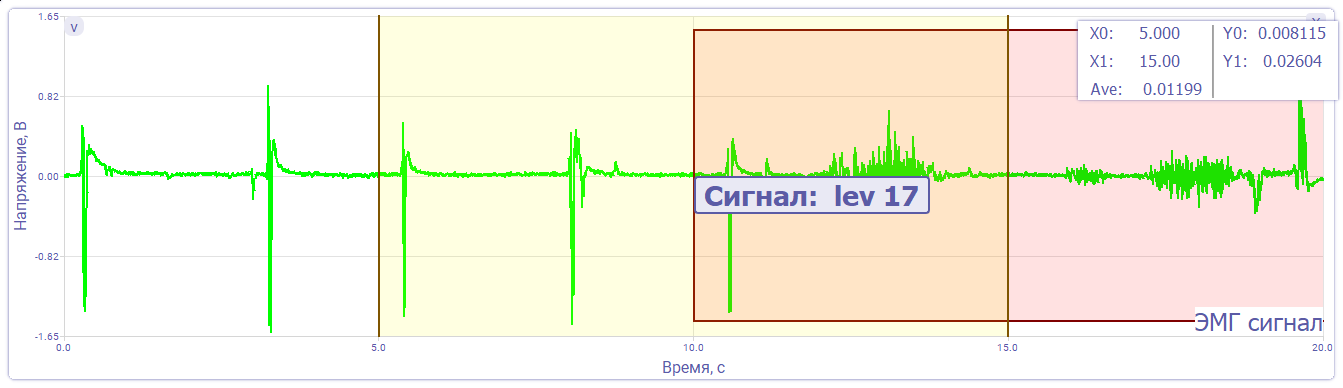 1.65
v
X0: 5.000 Y0: 0.008115
X1: 15.00 Y1: 0.02604
Ave: 0.01199
0.82
0.00
-0.82
-1.65
Напряжение, В
Сигнал: lev 17
ЭМГ сигнал
0.0 5.0 10.0 15.0 20.0
Время, с